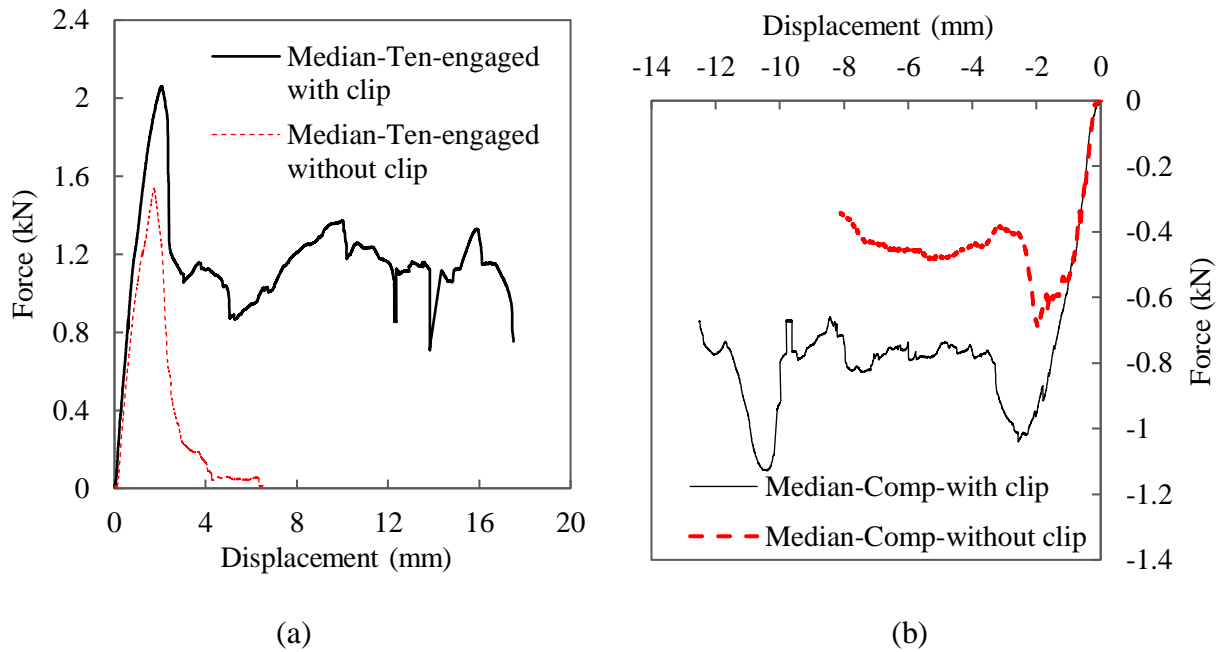 2.4
2
1.6
1.2
0.8
0.4
0
Force (kN)
Median-Ten-engaged
with clip
Median-Ten-engaged
without clip
0 4 8 12 16 20
Displacement (mm)
(a)
Displacement (mm)
-14 -12 -10 -8 -6 -4 -2 0
0
-0.2
-0.4
-0.6
-0.8
-1
-1.2
-1.4
Force (kN)
Median-Comp-with clip
Median-Comp-without clip
(b)